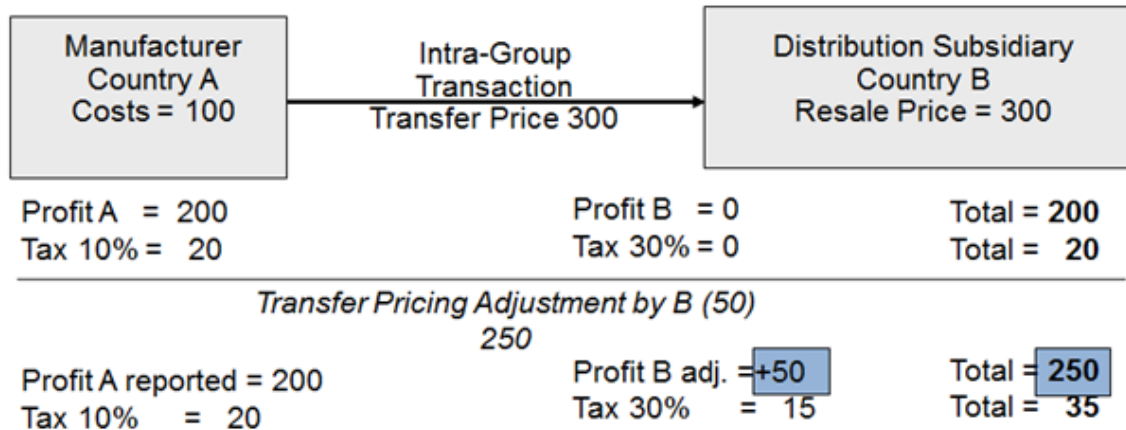 Manufacturer
Country A
Costs = 100
Intra-Group
Transaction
Transfer Price 300
Distribution Subsidiary
Country B
Resale Price = 300
Profit A = 200
Tax 10% = 20
Profit B = 0
Tax 30% = 0
Total = 200
Total = 20
Transfer Pricing Adjustment by B (50)
250
Profit A reported = 200
Tax 10% = 20
Profit B adj. =+50
Tax 30% = 15
Total = 250
Total = 35